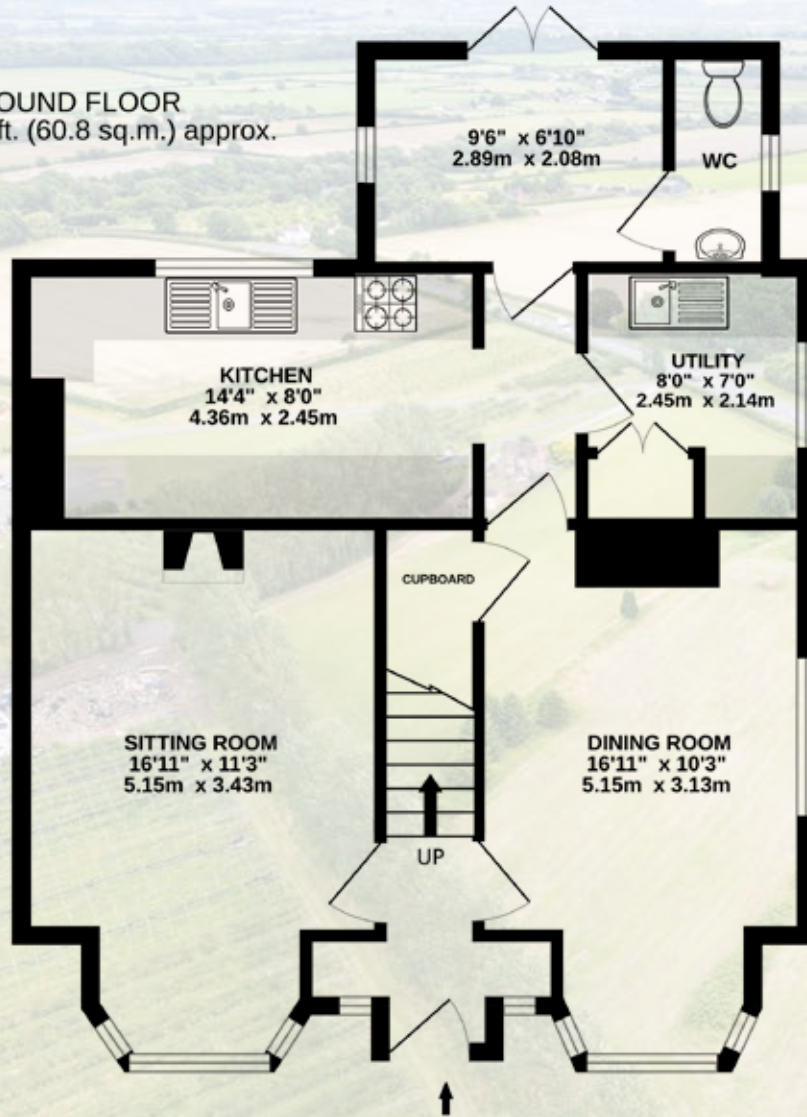 OUND FLOOR
ft. (60.8 sq.m.) approx.
9'6" x 6'10"
2.89m x 2.08m
WC
KITCHEN
14'4" x 8'0"
4.36m x 2.45m
UTILITY
8'0" x 7'0"
2.45m x 2.14m
CUPBOARD
SITTING ROOM
16'11" x 11'3"
5.15m x 3.43m
DINING ROOM
16'11" x 10'3"
5.15m x 3.13m
UP